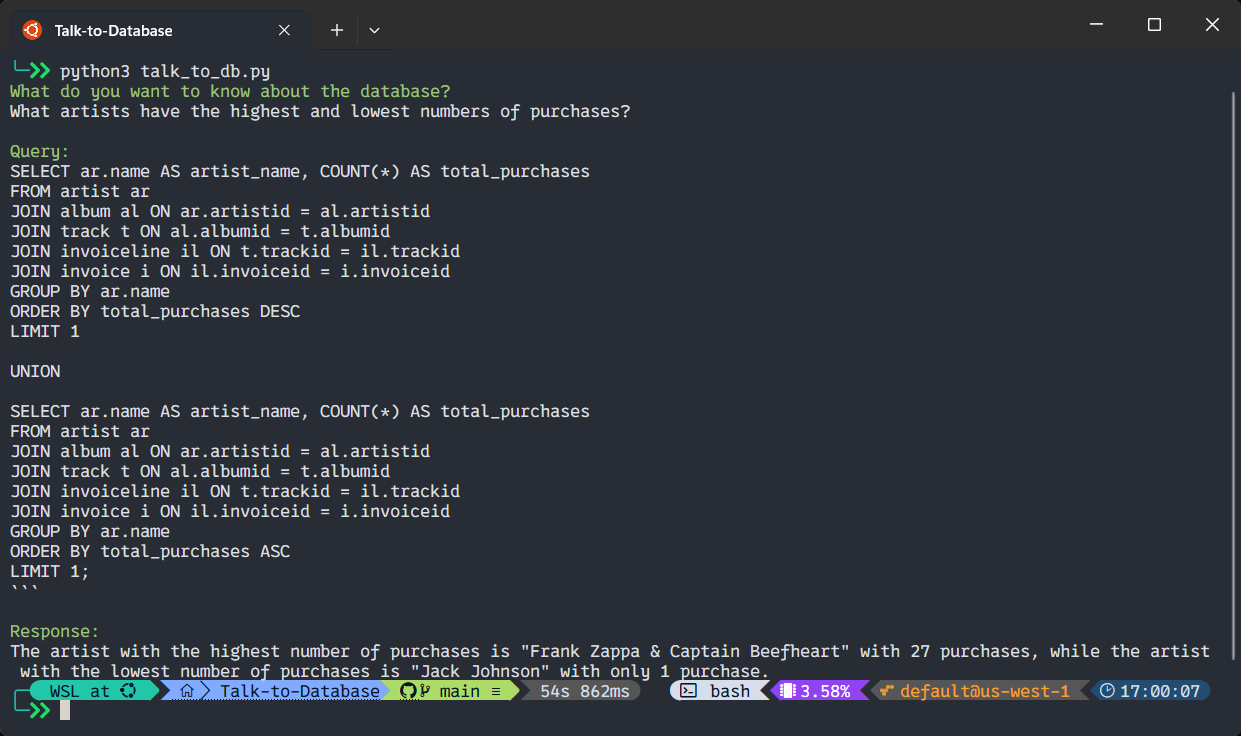 Talk-to-Database
python3 talk_to_db.py
What do you want to know about the database?
What artists have the highest and lowest numbers of purchases?
Query:
SELECT ar.name AS artist_name, COUNT(*) AS total_purchases
FROM artist ar
JOIN album al ON ar.artistid = al.artistid
JOIN track t ON al.albumid = t.albumid
JOIN invoiceline il ON t.trackid = il.trackid
JOIN invoice i ON il.invoiceid = i.invoiceid
GROUP BY ar.name
ORDER BY total_purchases DESC
LIMIT 1
UNION
SELECT ar.name AS artist_name, COUNT(*) AS total_purchases
FROM artist ar
JOIN album al ON ar.artistid = al.artistid
JOIN track t ON al.albumid = t.albumid
JOIN invoiceline il ON t.trackid = il.trackid
JOIN invoice i ON il.invoiceid = i.invoiceid
GROUP BY ar.name
ORDER BY total_purchases ASC
LIMIT 1;
```
Response:
The artist with the highest number of purchases is "Frank Zappa & Captain Beefheart" with 27 purchases, while the artist
with the lowest number of purchases is "Jack Johnson" with only 1 purchase.
WSL at Talk-to-Database main ≡ 54s 862ms bash 3.58% default@us-west-1 17:00:07